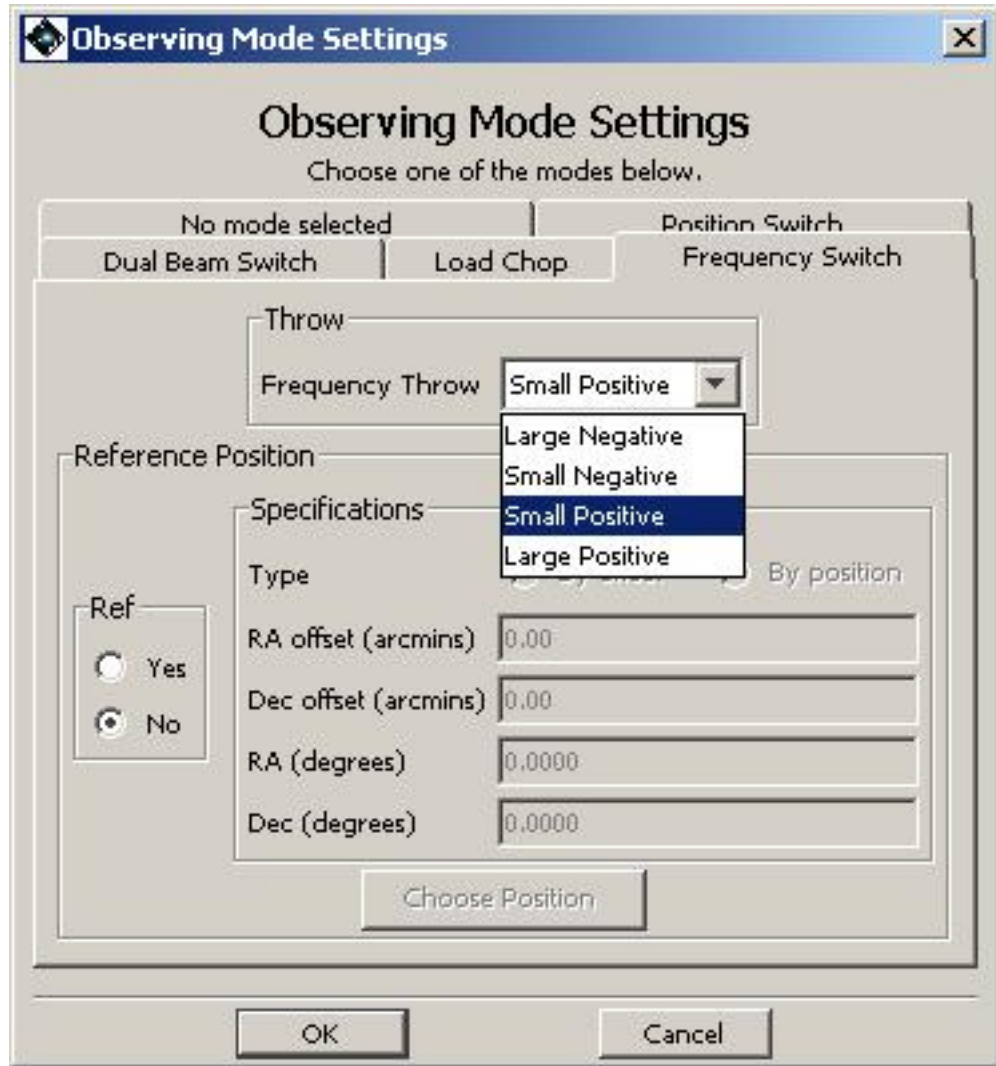 Observing Mode Settings
Observing Mode Settings
Choose one of the modes below.
No mode selected Position Switch
Dual Beam Switch Load Chop Frequency Switch
Throw
Frequency Throw Small Positive
Large Negative
Small Negative
Small Positive
Large Positive
Reference Position
Specifications
Type By position
Ref
Yes
No
RA offset (arcmins) 0.00
Dec offset (arcmins) 0.00
RA (degrees) 0.0000
Dec (degrees) 0.0000
Choose Position
OK Cancel